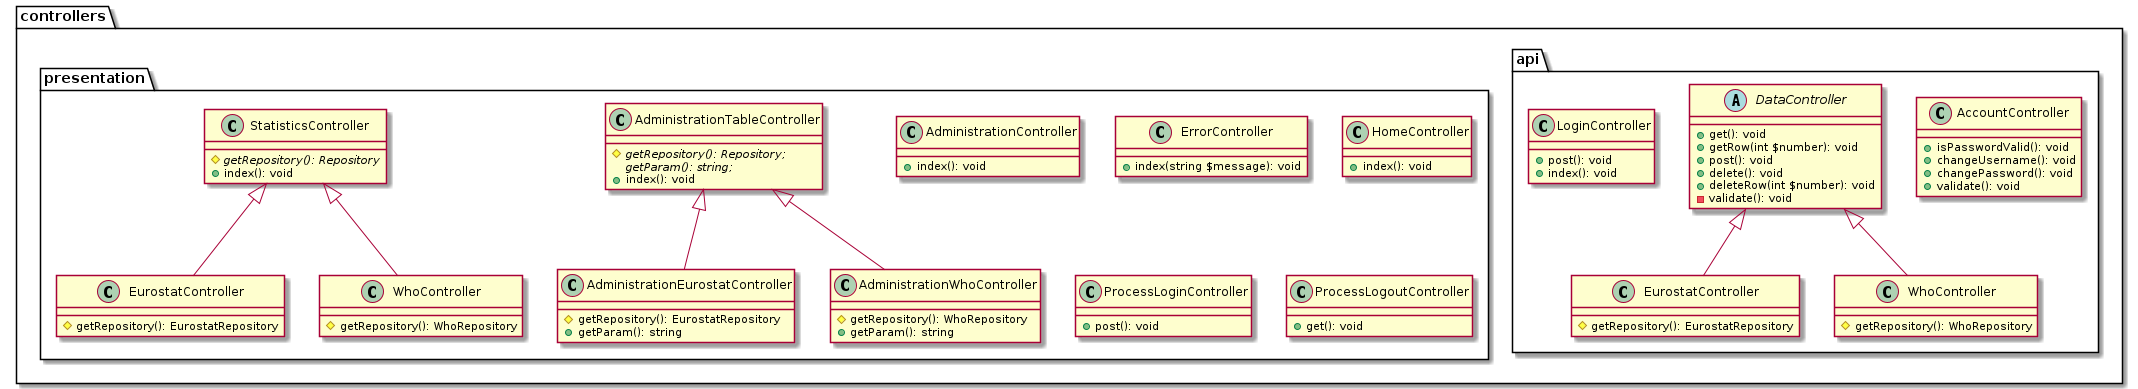 controllers
presentation
C StatisticsController
getRepository(): Repository
index(): void
C AdministrationTableController
getRepository(): Repository;
getParam(): string;
index(): void
C AdministrationController
index(): void
C ErrorController
index(string $message): void
C HomeController
index(): void
C EurostatController
getRepository(): EurostatRepository
C WhoController
getRepository(): WhoRepository
C AdministrationEurostatController
getRepository(): EurostatRepository
getParam(): string
C AdministrationWhoController
getRepository(): WhoRepository
getParam(): string
C ProcessLoginController
post(): void
C ProcessLogoutController
get(): void
api
C LoginController
post(): void
index(): void
A DataController
get(): void
getRow(int $number): void
post(): void
delete(): void
deleteRow(int $number): void
validate(): void
C AccountController
isPasswordValid(): void
changeUsername(): void
changePassword(): void
validate(): void
C EurostatController
getRepository(): EurostatRepository
C WhoController
getRepository(): WhoRepository